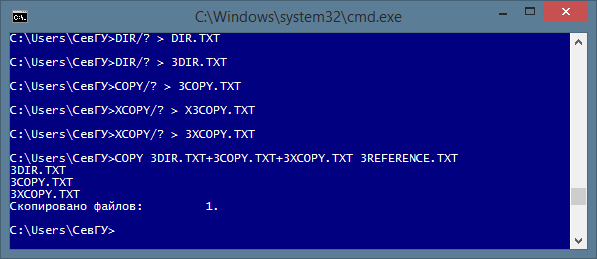 C:\Windows\system32\cmd.exe
C:\Users\СевГУ>DIR/? > DIR.TXT
C:\Users\СевГУ>DIR/? > 3DIR.TXT
C:\Users\СевГУ>COPY/? > 3COPY.TXT
C:\Users\СевГУ>XCOPY/? > X3COPY.TXT
C:\Users\СевГУ>XCOPY/? > 3XCOPY.TXT
C:\Users\СевГУ>COPY 3DIR.TXT+3COPY.TXT+3XCOPY.TXT 3REFERENCE.TXT
3DIR.TXT
3COPY.TXT
3XCOPY.TXT
Скопировано файлов:         1.
C:\Users\СевГУ>